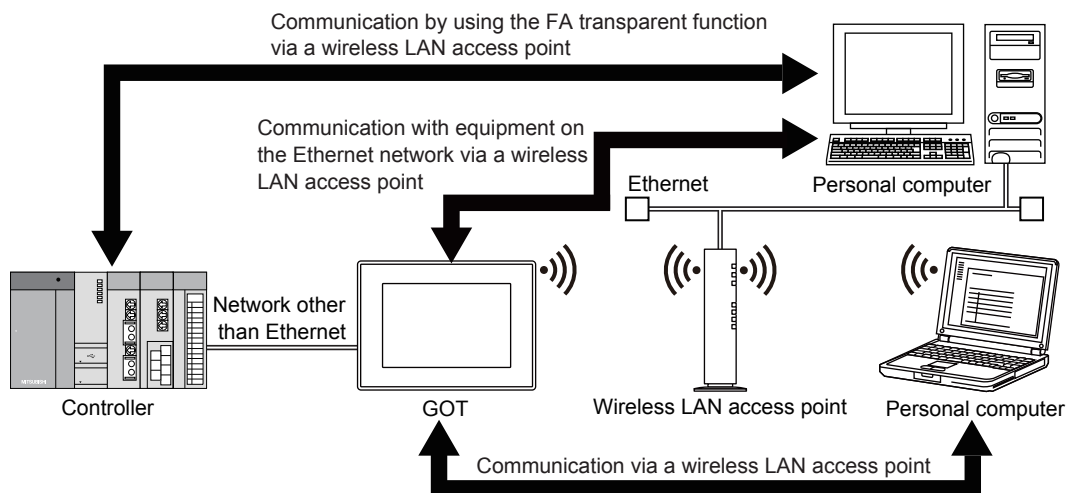 Communication by using the FA transparent function
via a wireless LAN access point
Communication with equipment on
the Ethernet network via a wireless
LAN access point
Ethernet
Personal computer
Network other
than Ethernet
MITSUBISHI
Controller
GOT
Wireless LAN access point
Personal computer
Communication via a wireless LAN access point